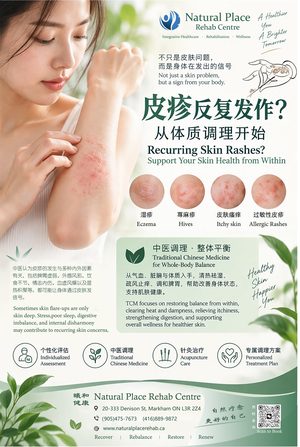 Natural Place
Rehab Centre
Integrative Healthcare · Rehabilitation · Wellness
A Healthier
You
A Brighter
Tomorrow
不只是皮肤问题,
而是身体在发出的信号
Not just a skin problem,
but a sign from your body.
皮疹反复发作?
从体质调理开始
Recurring Skin Rashes?
Support Your Skin Health from Within
湿疹
Eczema
荨麻疹
Hives
皮肤瘙痒
Itchy skin
过敏性皮疹
Allergic Rashes
Sometimes skin flare-ups are only
skin deep. Stress, poor sleep, digestive
imbalance, and internal disharmony
may contribute to recurring skin concerns.
中医调理 · 整体平衡
Traditional Chinese Medicine
for Whole-Body Balance
从气血、脏腑与体质入手, 清热祛湿、
疏风止痒、调和脾胃, 帮助改善身体状态,
支持肌肤健康。
TCM focuses on restoring balance from within,
clearing heat and dampness, relieving itchiness,
strengthening digestion, and supporting
overall wellness for healthier skin.
Healthy
Skin
Happier
You
个性化评估
Individualized
Assessment
中医调理
Traditional
Chinese Medicine
针灸治疗
Acupuncture
Care
专属调理方案
Personalized
Treatment Plan
Natural Place Rehab Centre
20-333 Denison St, Markham ON L3R 2Z4
(905)475-7673 (416)889-9872
www.naturalplacerehab.ca
自然疗愈
更好的自己
Recover | Rebalance | Restore | Renew